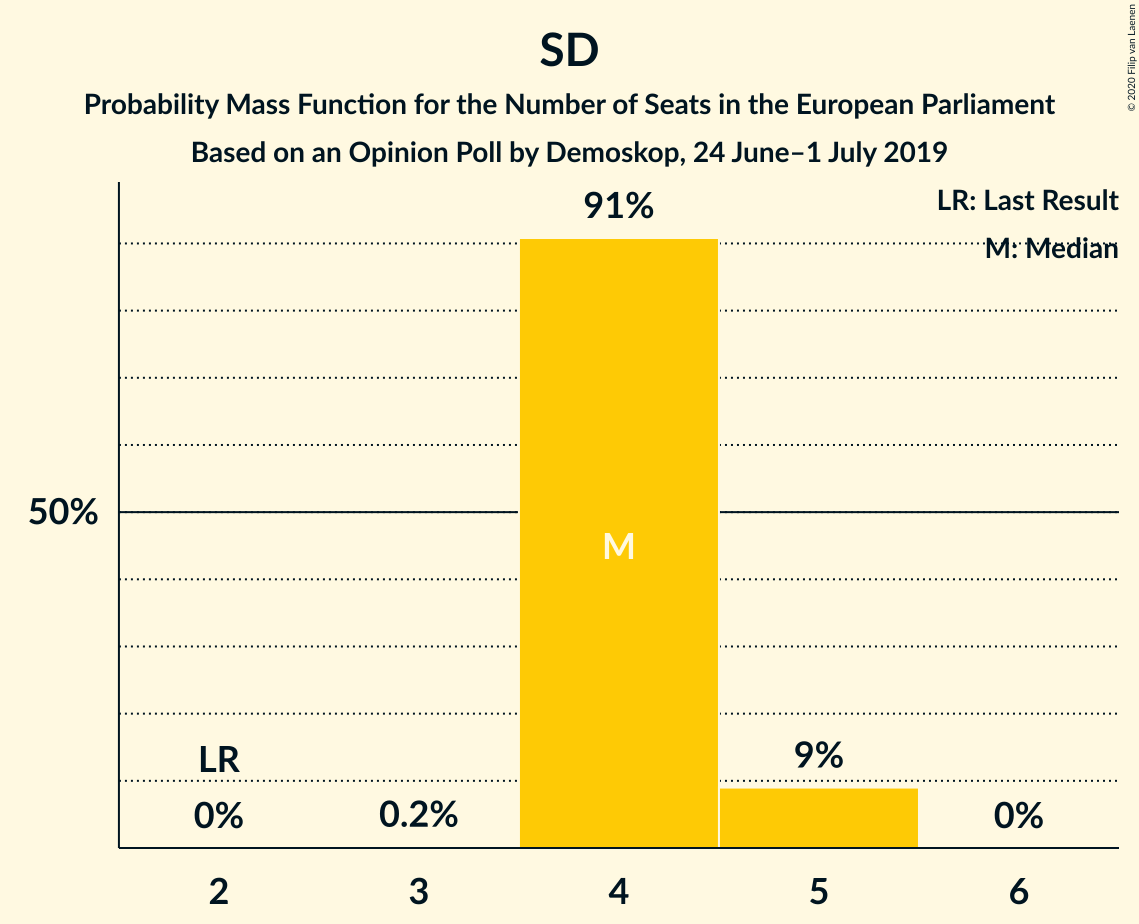 SD
Probability Mass Function for the Number of Seats in the European Parliament
Based on an Opinion Poll by Demoskop, 24 June–1 July 2019
© 2020 Filip van Laenen
LR: Last Result
M: Median
91%
50%
M
LR
9%
0%
0.2%
0%
2
3
4
5
6